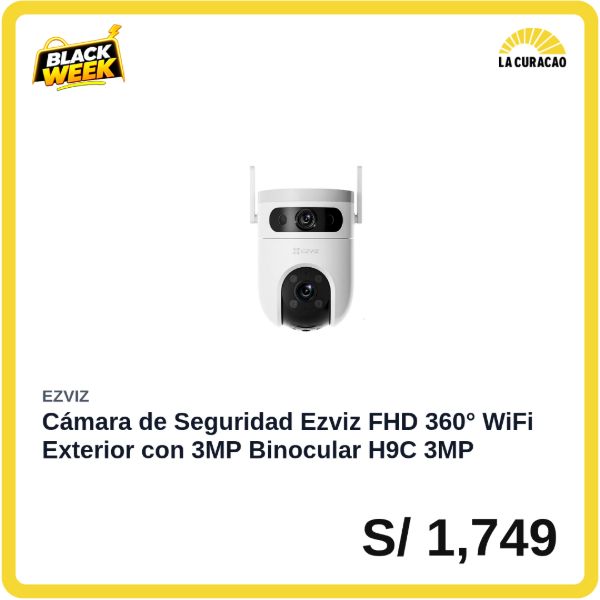 BLACK
WEEK
LA CURACAO
EZVIZ
EZVIZ
Cámara de Seguridad Ezviz FHD 360° WiFi
Exterior con 3MP Binocular H9C 3MP
S/ 1,749